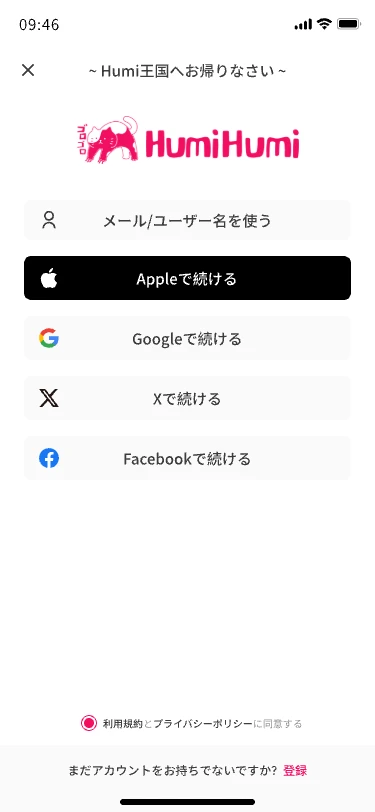 09:46
~ Humi王国へお帰りなさい ~
ゴロゴロ
HumiHumi
メール/ユーザー名を使う
Appleで続ける
Googleで続ける
Xで続ける
Facebookで続ける
利用規約とプライバシーポリシーに同意する
まだアカウントをお持ちでないですか? 登録